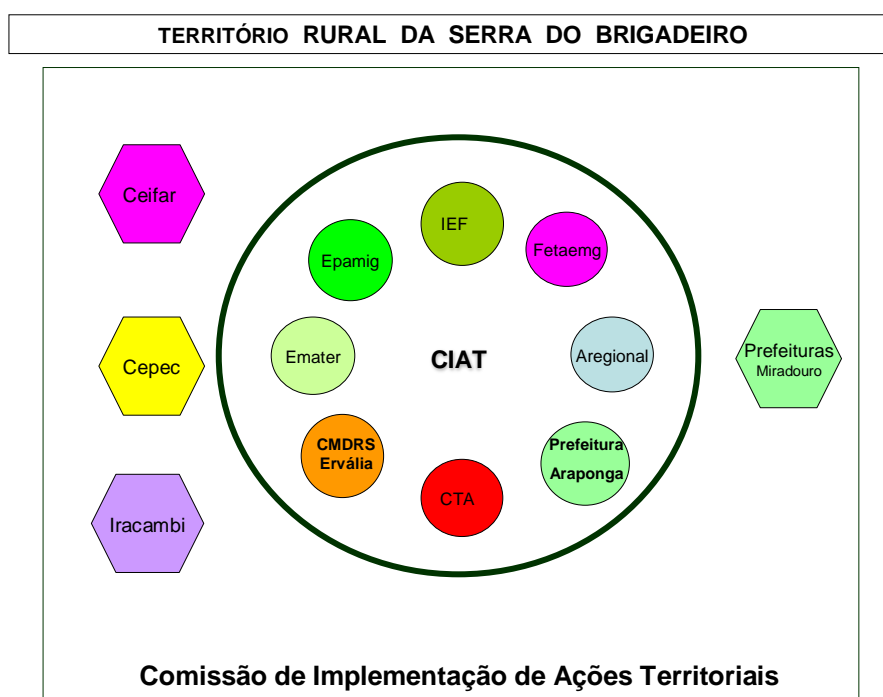 TERRITÓRIO RURAL DA SERRA DO BRIGADEIRO
Ceifar
IEF
Epamig
Fetaemg
Cepec
Emater
CIAT
Aregional
Prefeituras
Miradouro
CMDRS
Ervália
Prefeitura
Araponga
CTA
Iracambi
Comissão de Implementação de Ações Territoriais